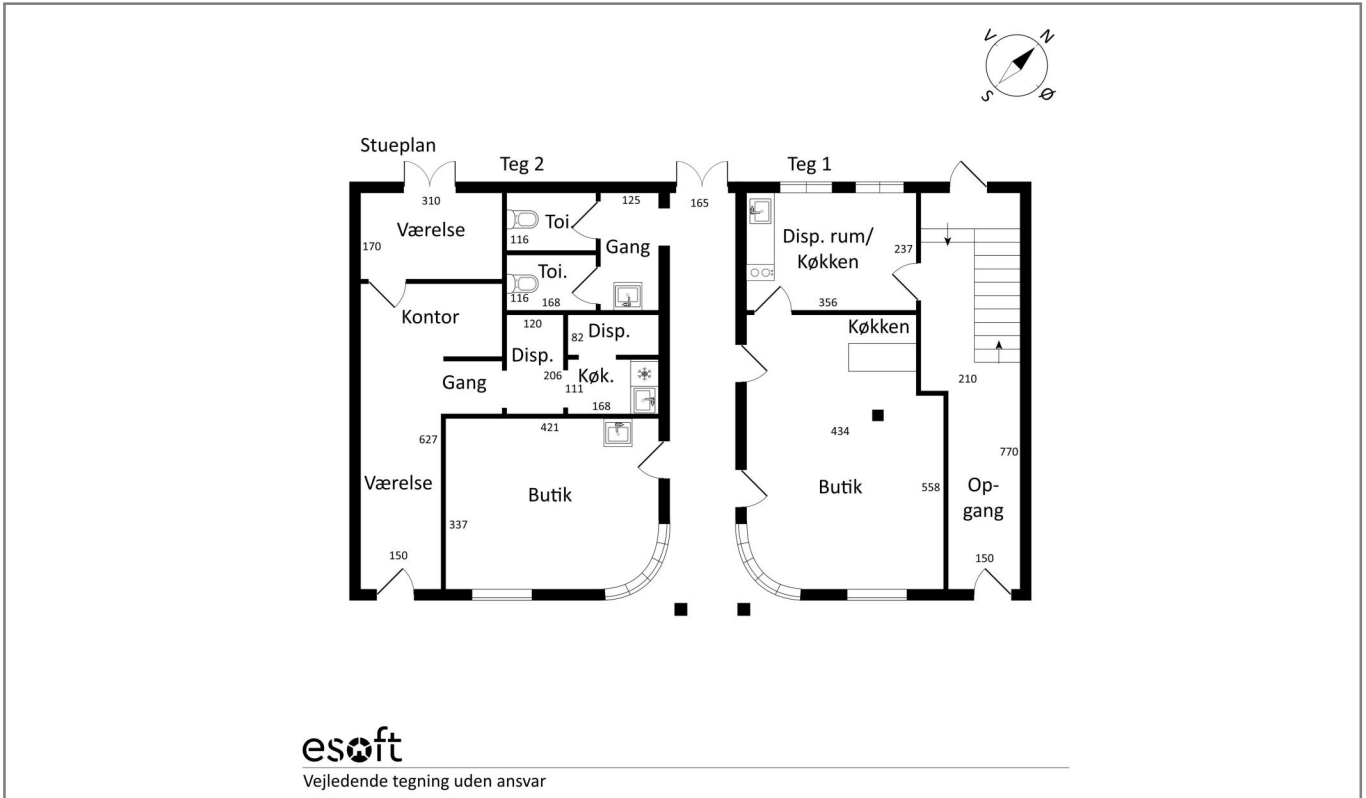 V
N
S
Ø
Stueplan
Teg 2
Teg 1
310
125
165
Værelse
170
Toi.
116
Gang
Disp. rum/
Køkken
237
356
Toi.
116
168
Kontor
120
Disp.
82
Disp.
Køkken
Gang
206
111
Køk.
168
210
421
627
434
770
Værelse
Butik
Butik
558
Op-
gang
337
150
150
esoft
Vejledende tegning uden ansvar